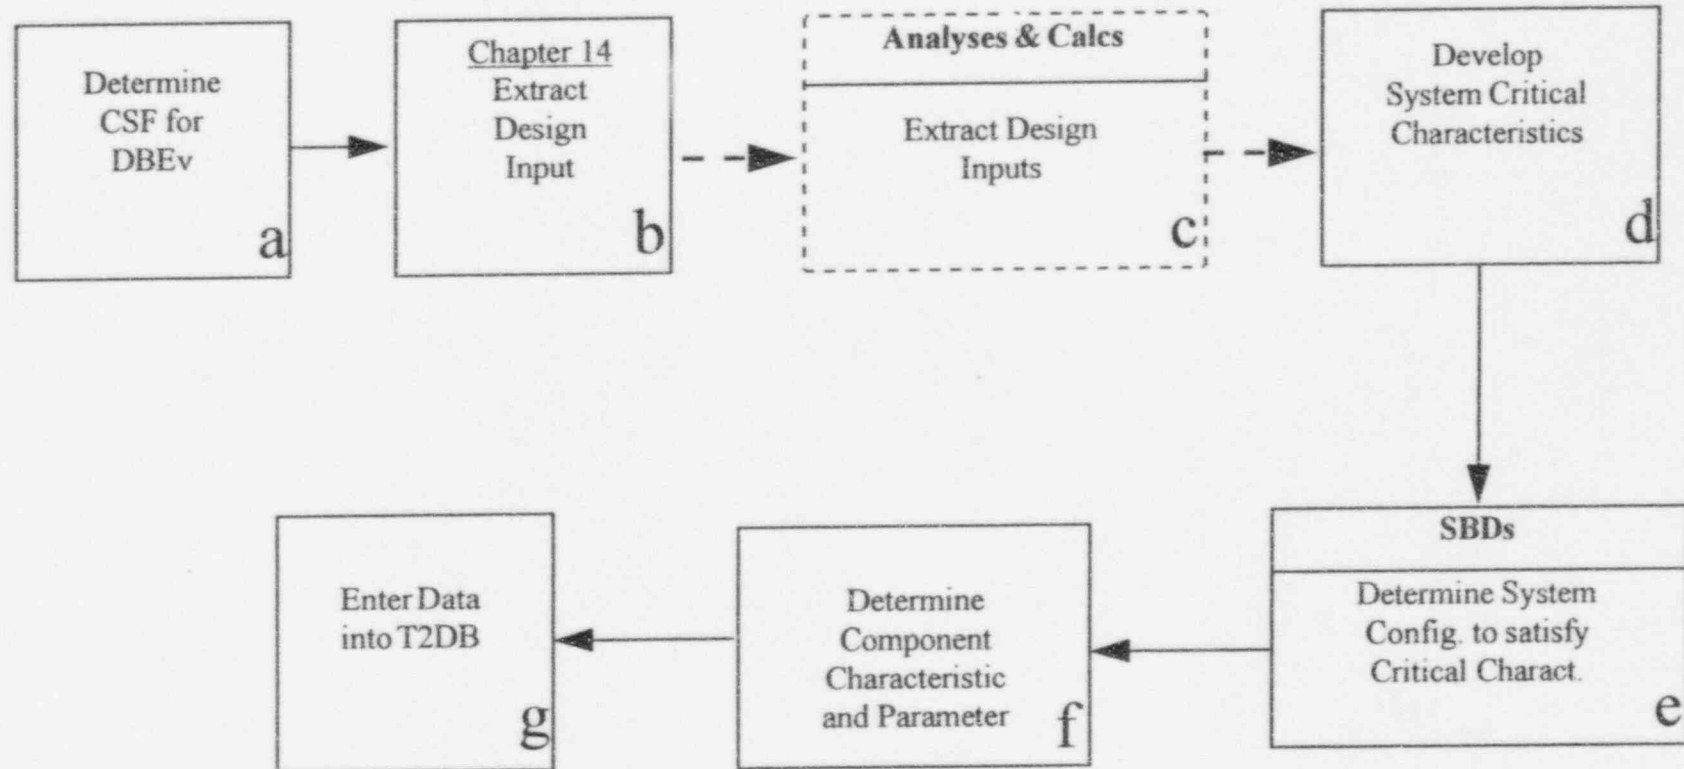 Determine
CSF for
DBEv
a
Chapter 14
Extract
Design
Input
b
Analyses & Calcs
Extract Design
Inputs
c
Develop
System Critical
Characteristics
d
SBDs
Determine System
Config. to satisfy
Critical Charact.
e
Determine
Component
Characteristic
and Parameter
f
Enter Data
into T2DB
g